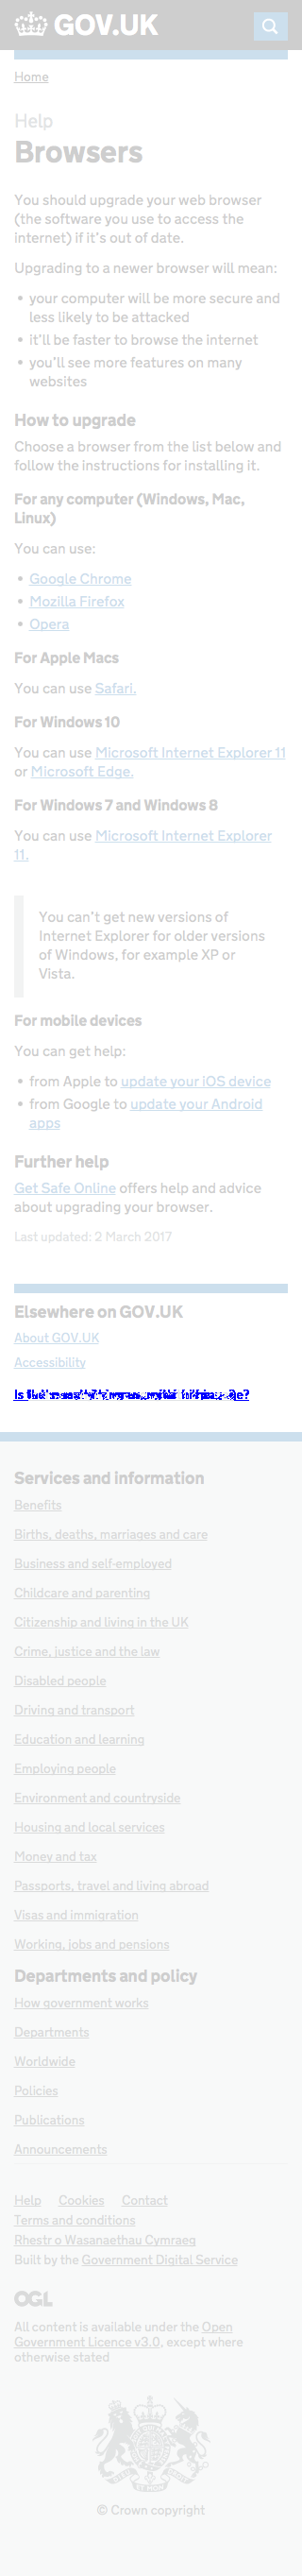 GOV.UK
Home
Help
Browsers
You should upgrade your web browser
(the software you use to access the
internet) if it's out of date.
Upgrading to a newer browser will mean:
• your computer will be more secure and
less likely to be attacked
• it'll be faster to browse the internet
• you'll see more features on many
websites
How to upgrade
Choose a browser from the list below and
follow the instructions for installing it.
For any computer (Windows, Mac,
Linux)
You can use:
• Google Chrome
• Mozilla Firefox
• Opera
For Apple Macs
You can use Safari.
For Windows 10
You can use Microsoft Internet Explorer 11
or Microsoft Edge.
For Windows 7 and Windows 8
You can use Microsoft Internet Explorer
11.
You can't get new versions of
Internet Explorer for older versions
of Windows, for example XP or
Vista.
For mobile devices
You can get help:
• from Apple to update your iOS device
• from Google to update your Android
apps
Further help
Get Safe Online offers help and advice
about upgrading your browser.
Last updated: 2 March 2017
Elsewhere on GOV.UK
About GOV.UK
Accessibility
Services and information
Benefits
Births, deaths, marriages and care
Business and self-employed
Childcare and parenting
Citizenship and living in the UK
Crime, justice and the law
Disabled people
Driving and transport
Education and learning
Employing people
Environment and countryside
Housing and local services
Money and tax
Passports, travel and living abroad
Visas and immigration
Working, jobs and pensions
Departments and policy
How government works
Departments
Worldwide
Policies
Publications
Announcements
Help Cookies Contact
Terms and conditions
Rhestr o Wasanaethau Cymraeg
Built by the Government Digital Service
OGL
All content is available under the Open
Government Licence v3.0, except where
otherwise stated
© Crown copyright